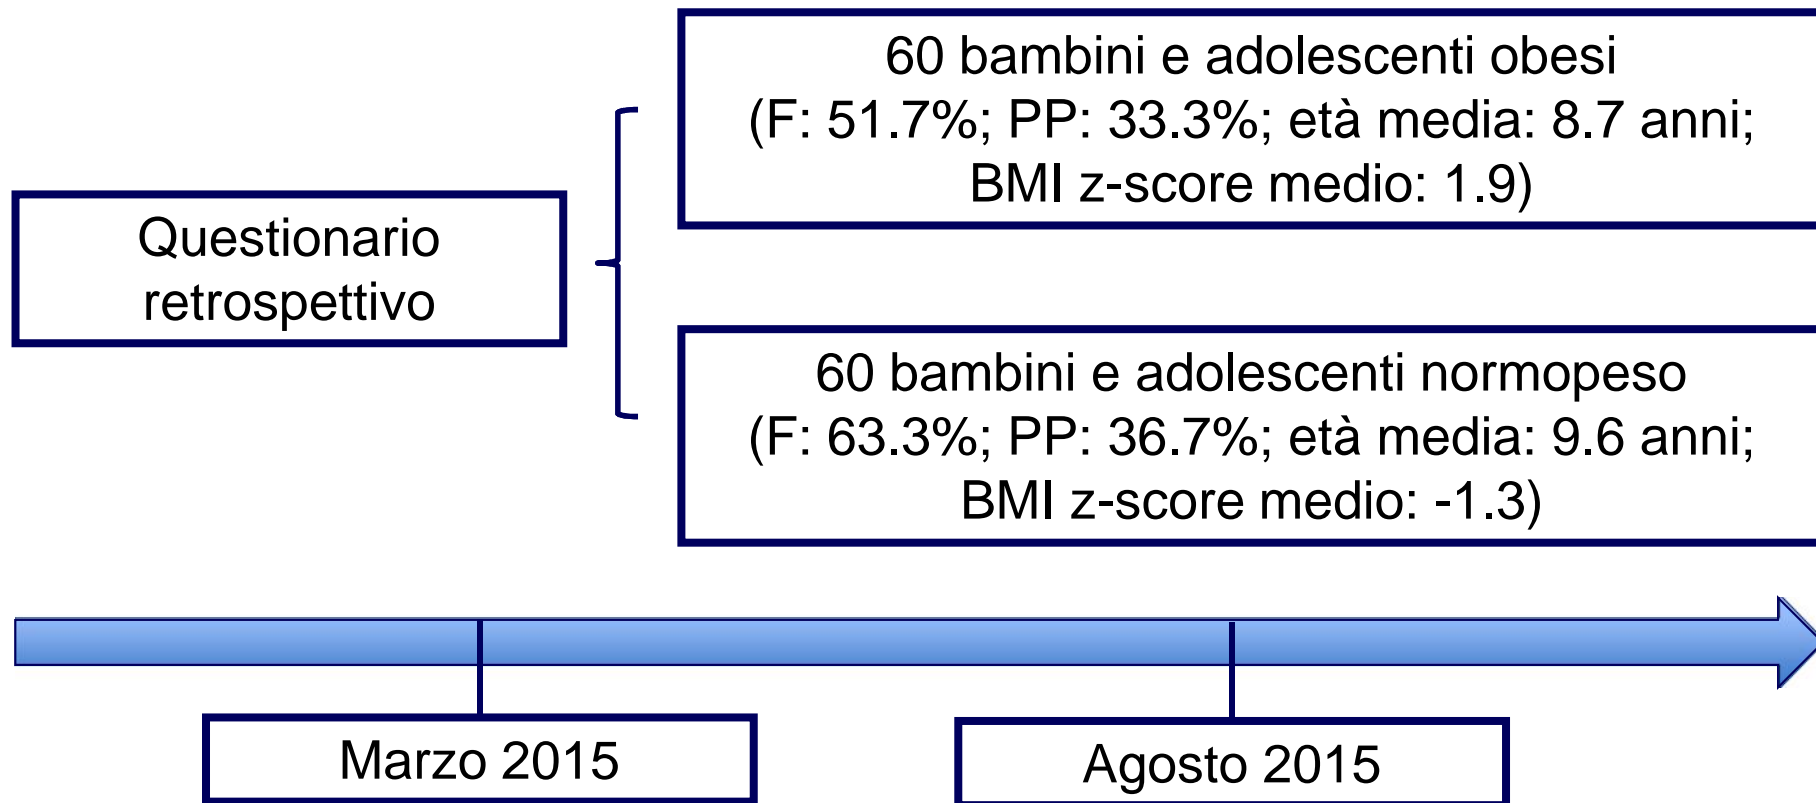 60 bambini e adolescenti obesi
(F: 51.7%; PP: 33.3%; età media: 8.7 anni;
BMI z-score medio: 1.9)
Questionario
retrospettivo
60 bambini e adolescenti normopeso
(F: 63.3%; PP: 36.7%; età media: 9.6 anni;
BMI z-score medio: -1.3)
Marzo 2015
Agosto 2015